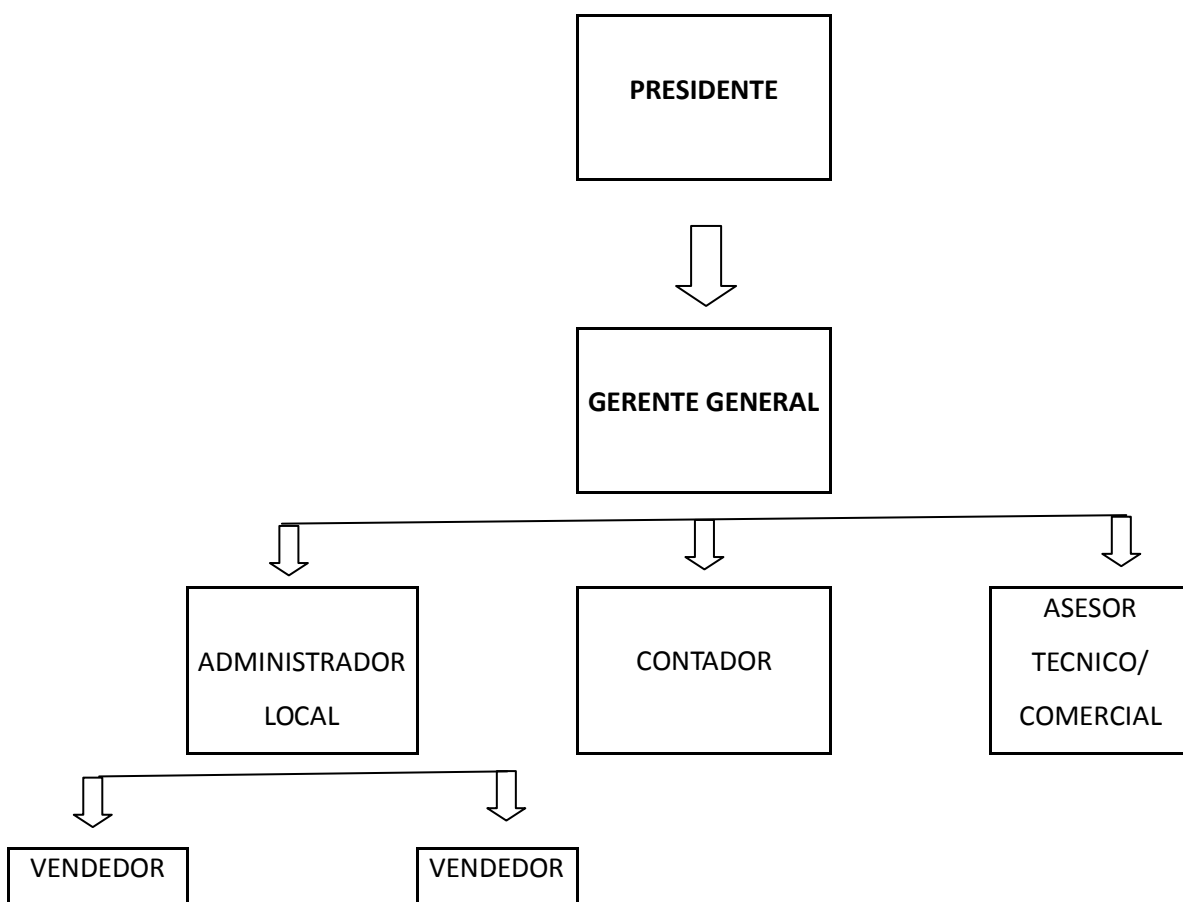 PRESIDENTE
GERENTE GENERAL
ADMINISTRADOR
LOCAL
CONTADOR
ASESOR
TECNICO/
COMERCIAL
VENDEDOR
VENDEDOR